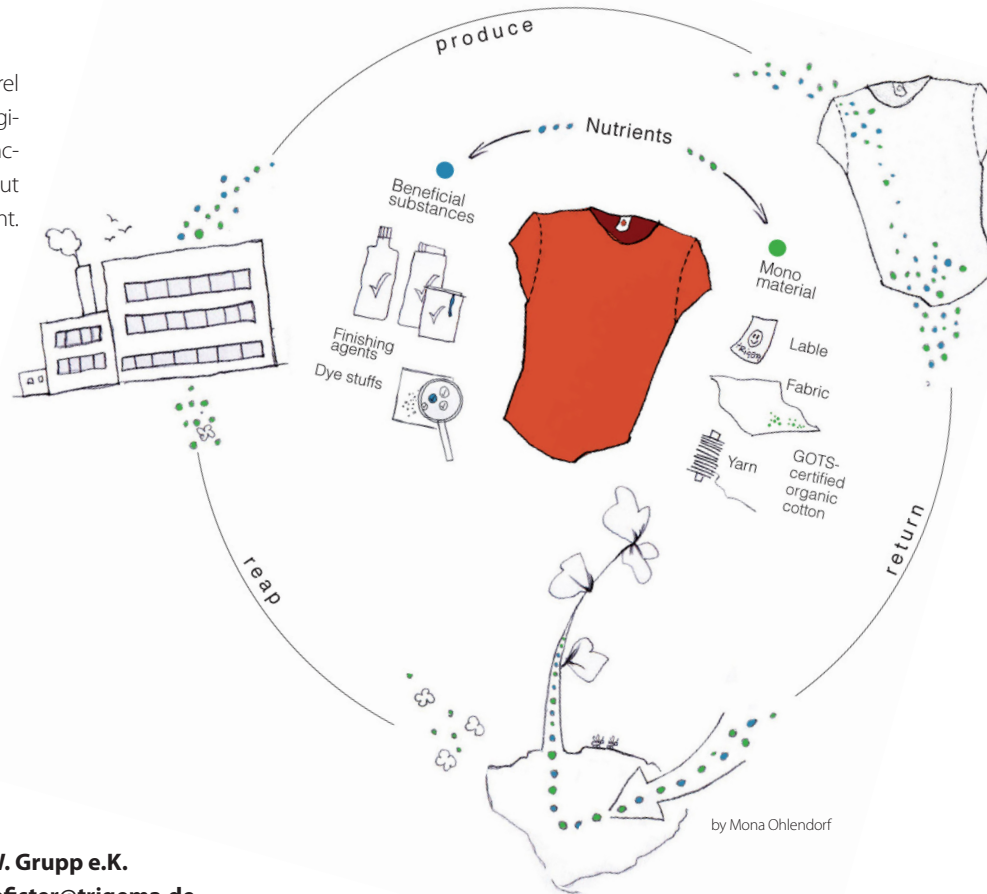 produce
rel
gi-
ac-
out
nt.
Nutrients
Beneficial
substances
Mono
material
Finishing
agents
Dye stuffs
Lable
Fabric
Yarn
GOTS-
certified
organic
cotton
return
reap
by Mona Ohlendorf
W. Grupp e.K.